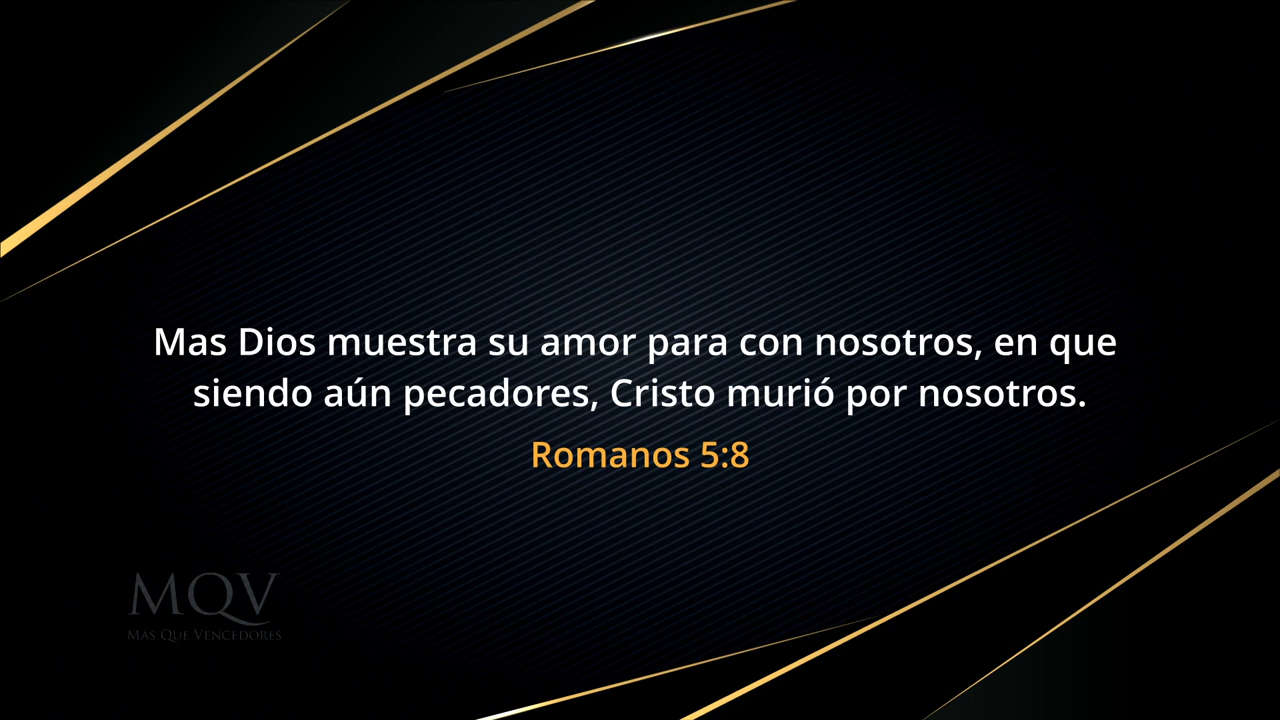 Mas Dios muestra su amor para con nosotros, en que
siendo aún pecadores, Cristo murió por nosotros.
Romanos 5:8
MQV
MÁS QUE VENCEDORES